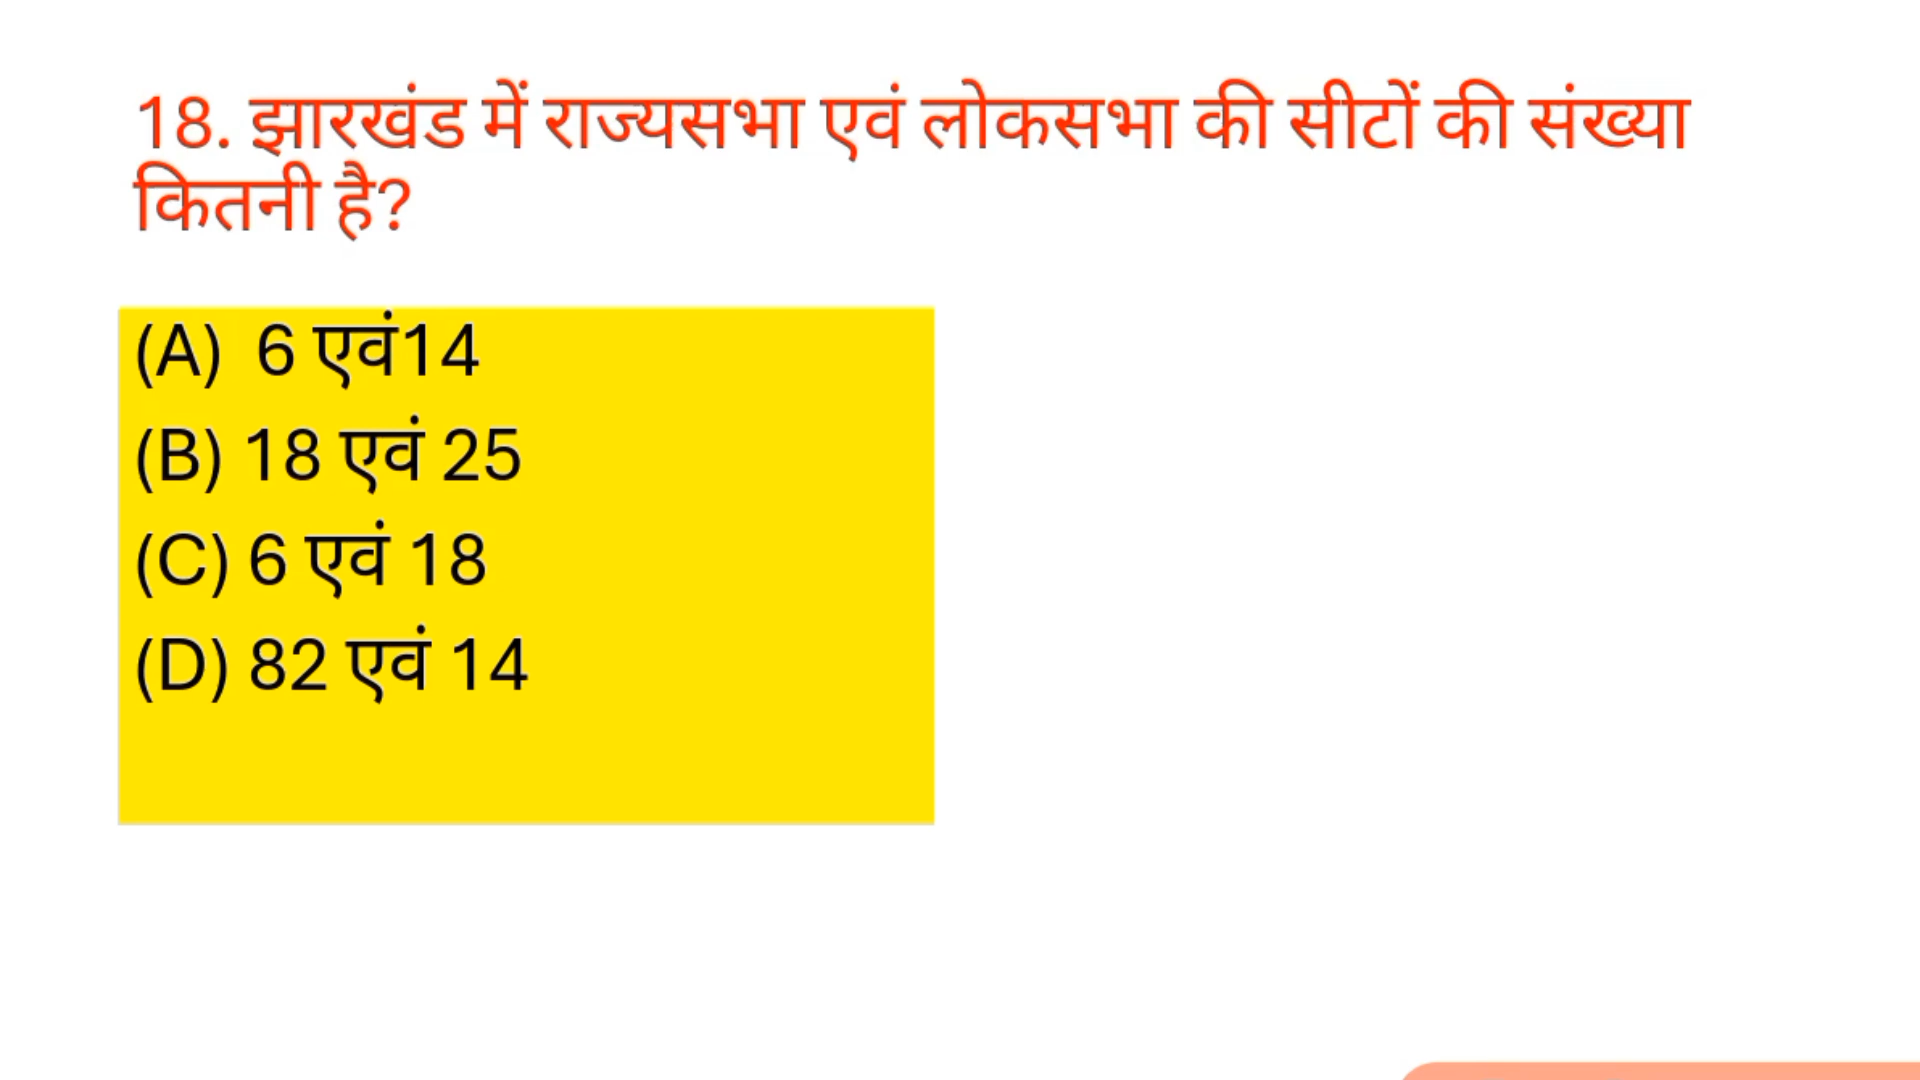 18. झारखंड में राज्यसभा एवं लोकसभा की सीटों की संख्या
कितनी है?
(A) 6 एवं14
(B) 18 एवं 25
(C) 6 एवं 18
(D) 82 एवं 14